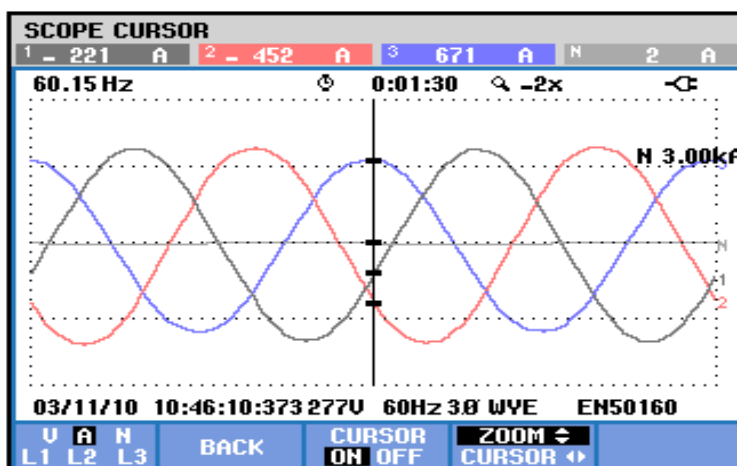 SCOPE CURSOR
1 - 221 A 2 - 452 A 3 671 A N 2 A
60.15 Hz 0:01:30 -2x
N 3.00kA
3
N
1
2
03/11/10 10:46:10:373 277V 60Hz 3Ø WYE EN50160
V A N
L1 L2 L3
BACK
CURSOR
ON OFF
ZOOM
CURSOR